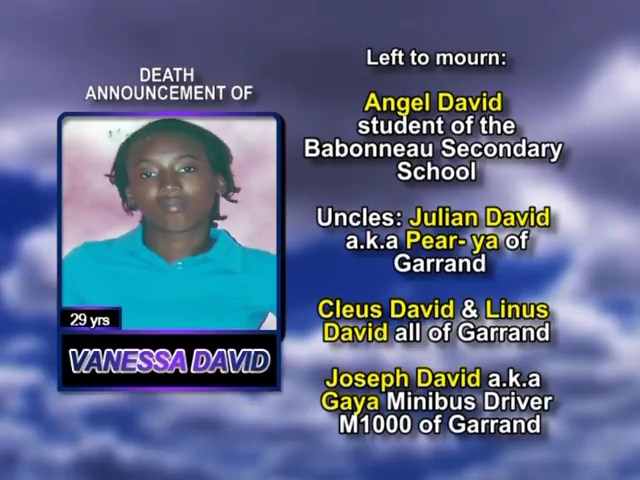 DEATH
ANNOUNCEMENT OF
29 yrs
VANESSA DAVID
Left to mourn:
Angel David
student of the
Babonneau Secondary
School
Uncles: Julian David
a.k.a Pear- ya of
Garrand
Cleus David & Linus
David all of Garrand
Joseph David a.k.a
Gaya Minibus Driver
M1000 of Garrand